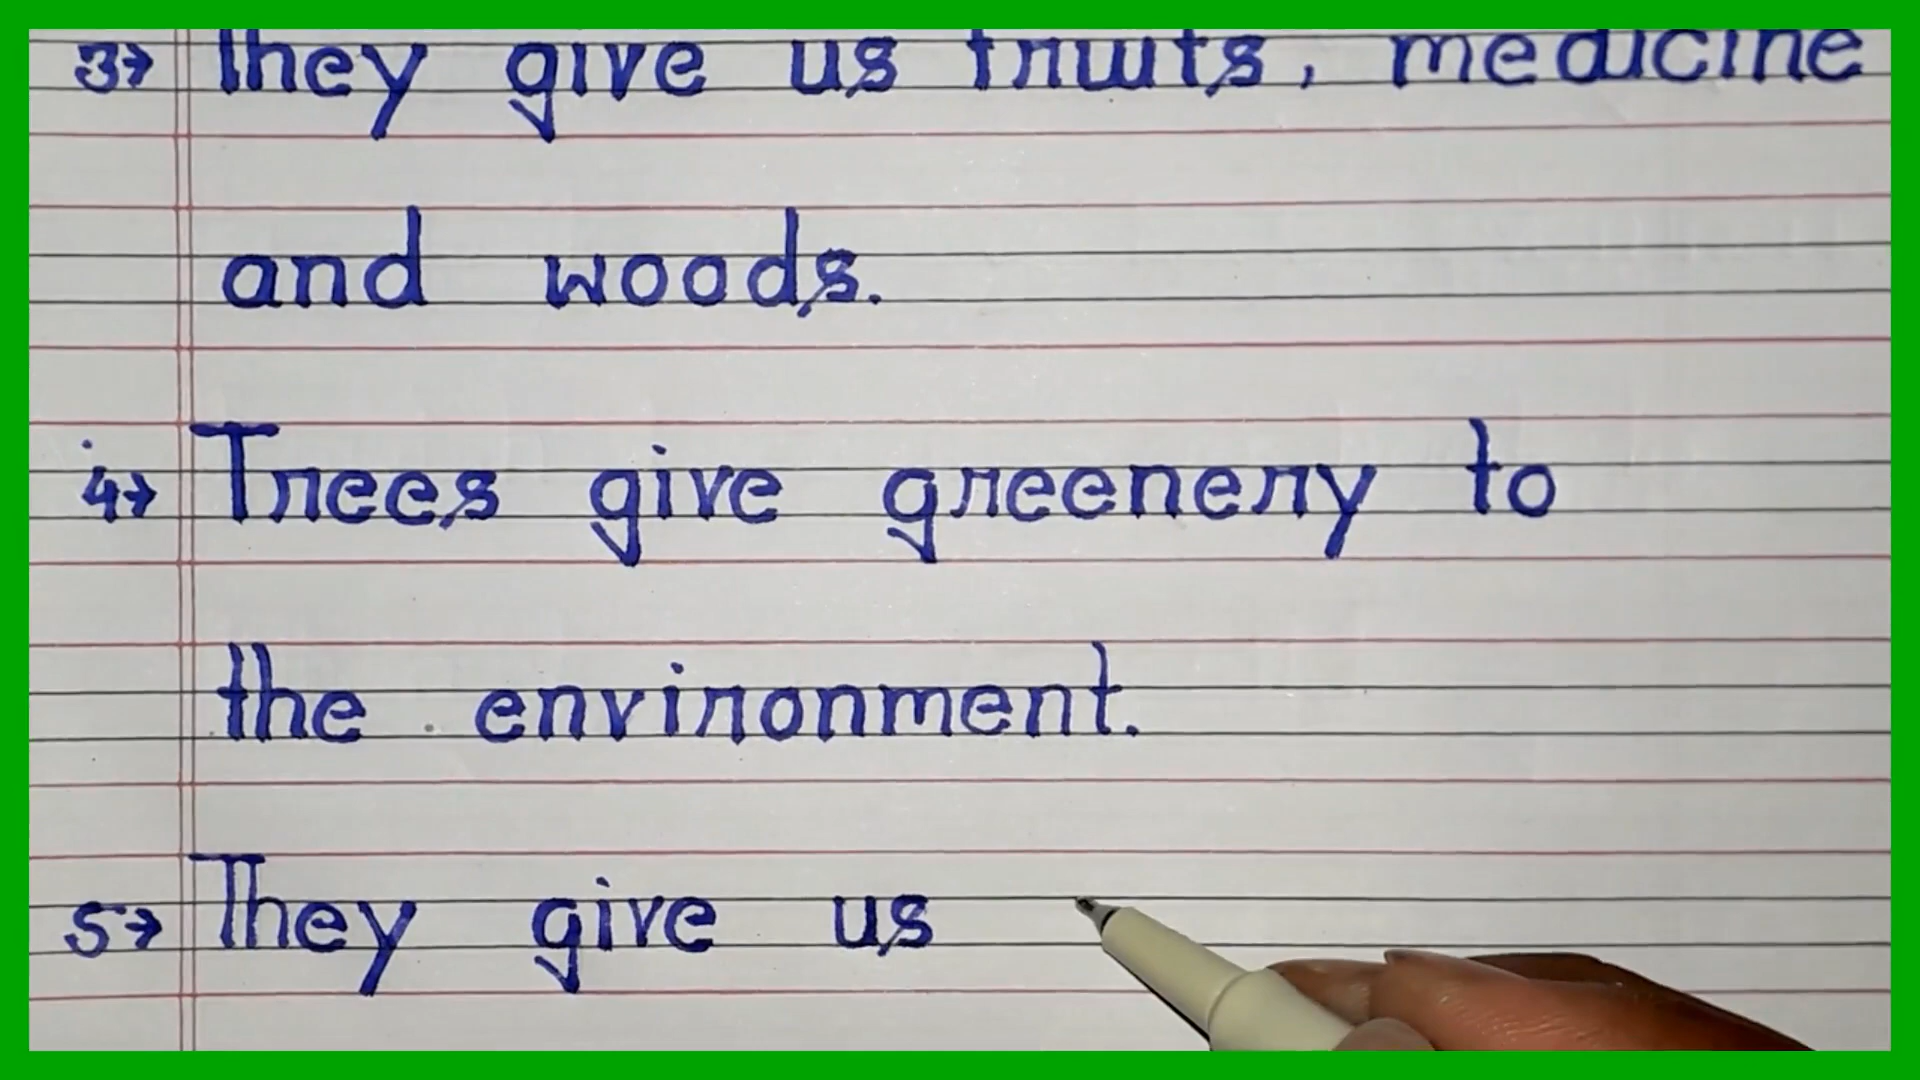 3→ They give us fruits, medicine
and woods.
4→ Trees give greenery to
the environment.
5→ They give us